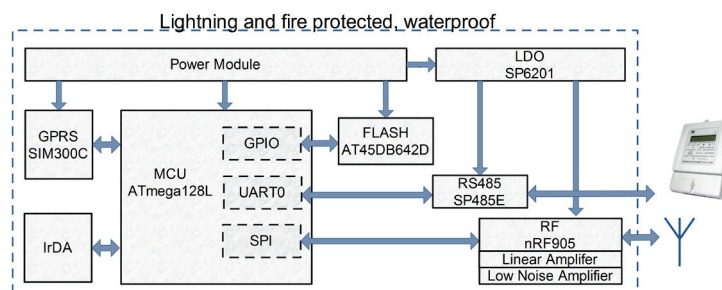 Lightning and fire protected, waterproof
Power Module
LDO
SP6201
GPRS
SIM300C
MCU
ATmega128L
GPIO
FLASH
AT45DB642D
UART0
RS485
SP485E
IrDA
SPI
RF
nRF905
Linear Amplifer
Low Noise Amplifier